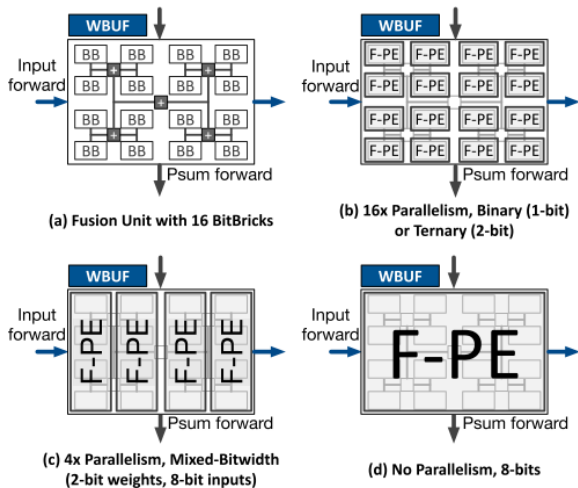 WBUF
Input
forward
BB BB BB BB
+ +
BB BB BB BB
+
BB BB BB BB
+ +
BB BB BB BB
Psum forward
(a) Fusion Unit with 16 BitBricks
WBUF
Input
forward
F-PE F-PE F-PE F-PE
F-PE F-PE F-PE F-PE
F-PE F-PE F-PE F-PE
F-PE F-PE F-PE F-PE
Psum forward
(b) 16x Parallelism, Binary (1-bit)
or Ternary (2-bit)
WBUF
Input
forward
F-PE
F-PE
F-PE
F-PE
Psum forward
(c) 4x Parallelism, Mixed-Bitwidth
(2-bit weights, 8-bit inputs)
WBUF
Input
forward
F-PE
Psum forward
(d) No Parallelism, 8-bits